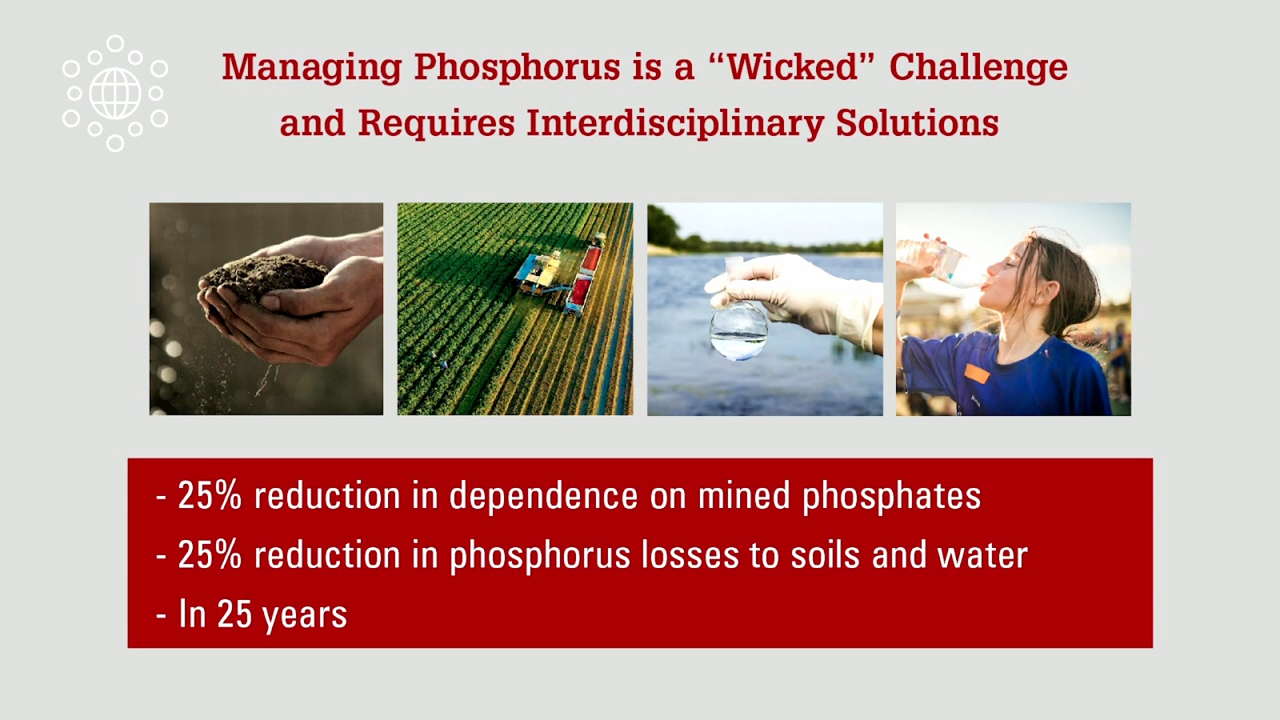 Managing Phosphorus is a “Wicked” Challenge
and Requires Interdisciplinary Solutions
- 25% reduction in dependence on mined phosphates
- 25% reduction in phosphorus losses to soils and water
- In 25 years